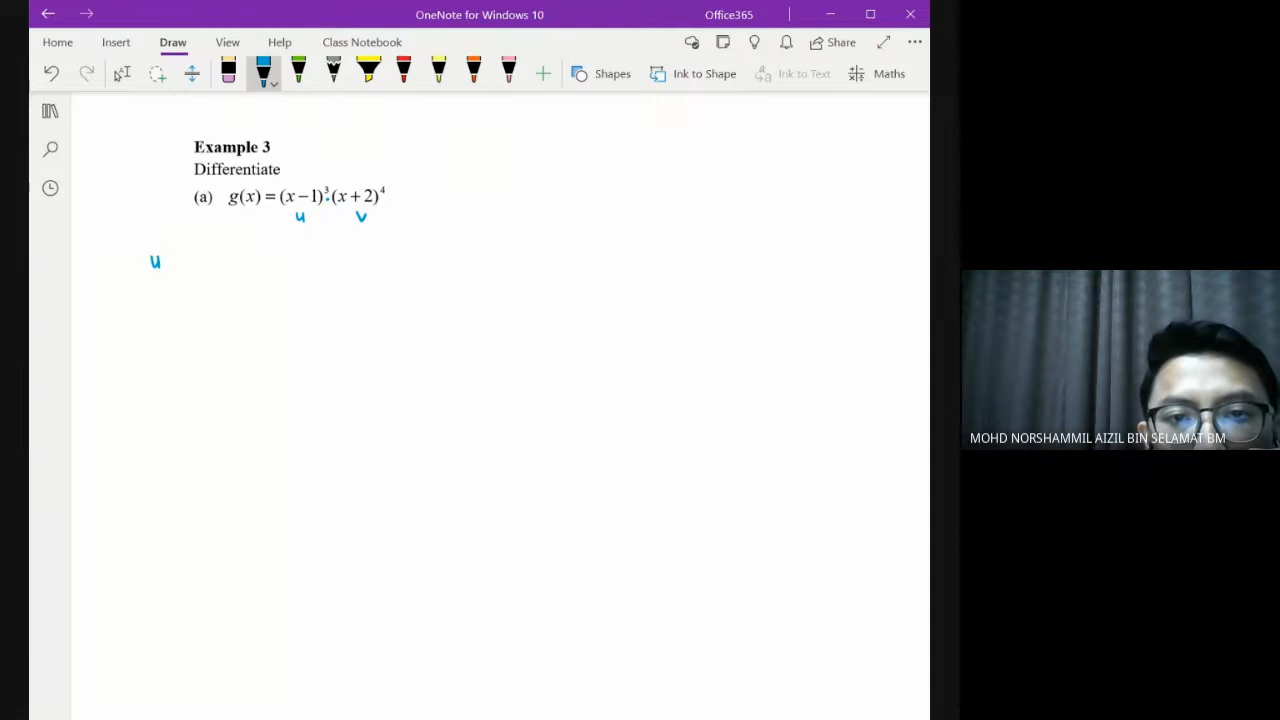 OneNote for Windows 10
Office365
Home Insert Draw View Help Class Notebook
Share
Shapes Ink to Shape Ink to Text Maths
Example 3
Differentiate
(a) g(x) = (x − 1)³·(x + 2)⁴
u v
u
MOHD NORSHAMMIL AIZIL BIN SELAMAT BM